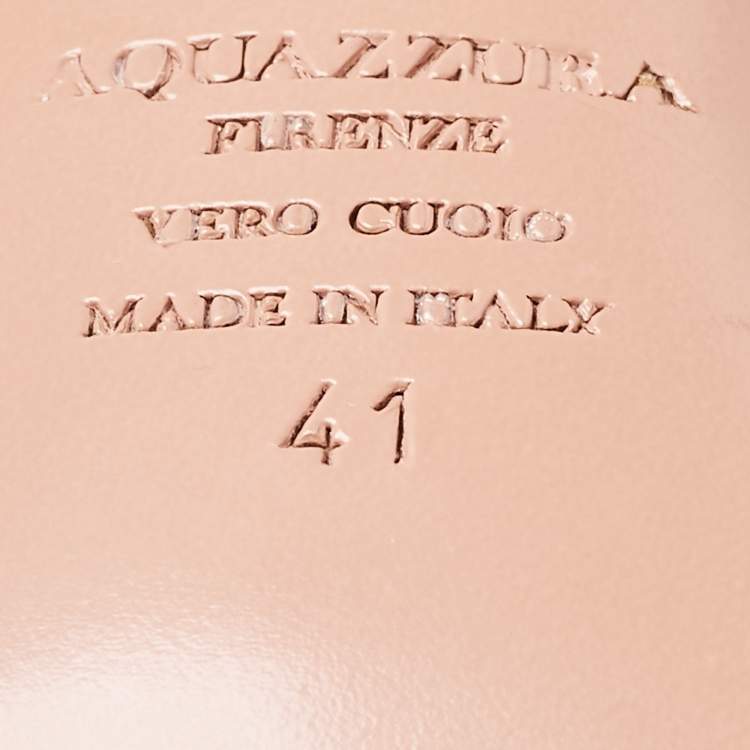 AQUAZZURA
FIRENZE
VERO CUOIO
MADE IN ITALY
41